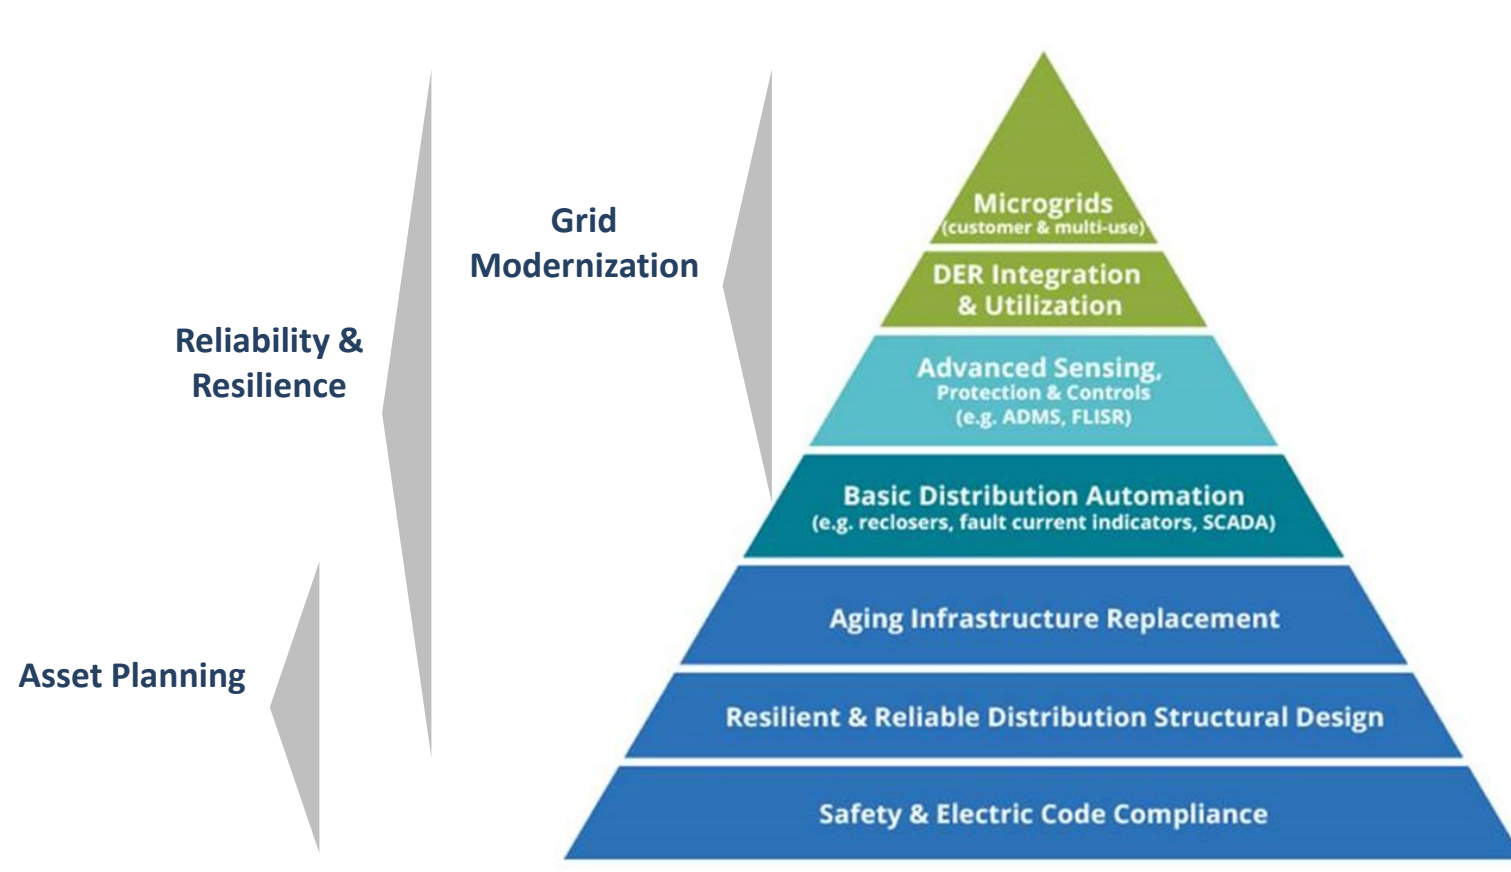 Grid
Modernization
Reliability &
Resilience
Asset Planning
Microgrids
(customer & multi-use)
DER Integration
& Utilization
Advanced Sensing,
Protection & Controls
(e.g. ADMS, FLISR)
Basic Distribution Automation
(e.g. reclosers, fault current indicators, SCADA)
Aging Infrastructure Replacement
Resilient & Reliable Distribution Structural Design
Safety & Electric Code Compliance